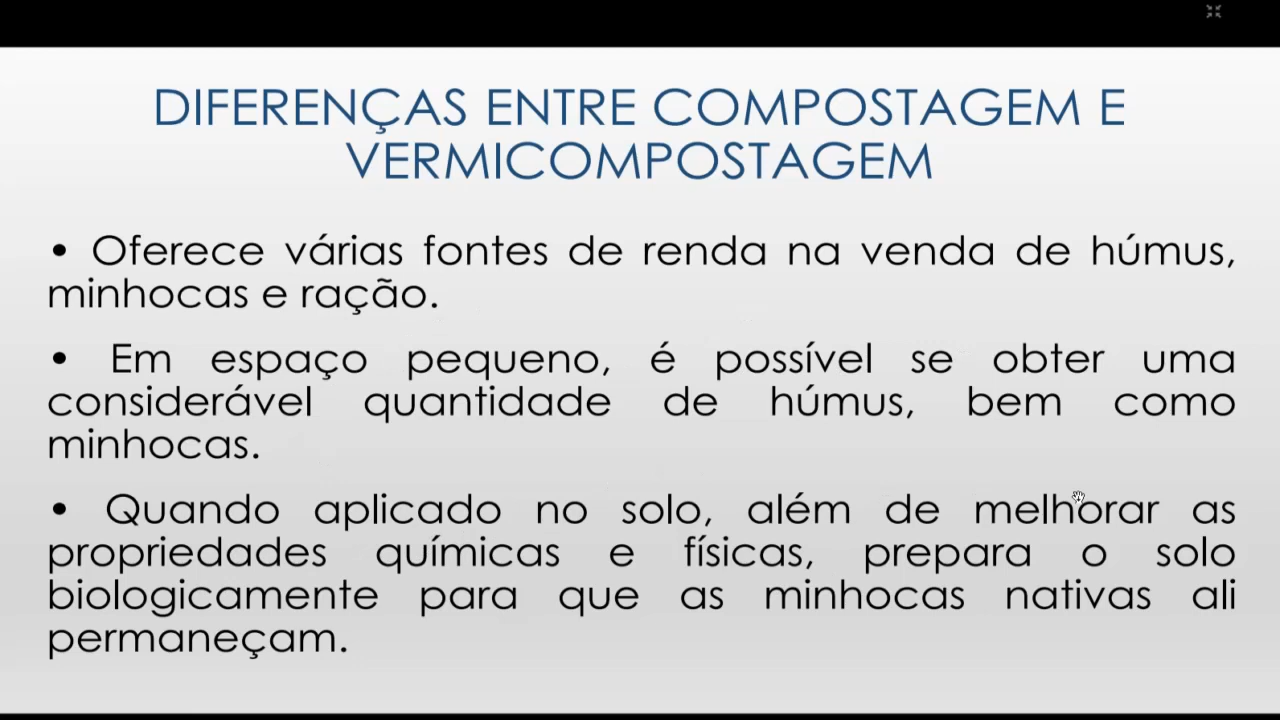 DIFERENÇAS ENTRE COMPOSTAGEM E
VERMICOMPOSTAGEM
• Oferece várias fontes de renda na venda de húmus,
minhocas e ração.
• Em espaço pequeno, é possível se obter uma
considerável quantidade de húmus, bem como
minhocas.
• Quando aplicado no solo, além de melhorar as
propriedades químicas e físicas, prepara o solo
biologicamente para que as minhocas nativas ali
permaneçam.